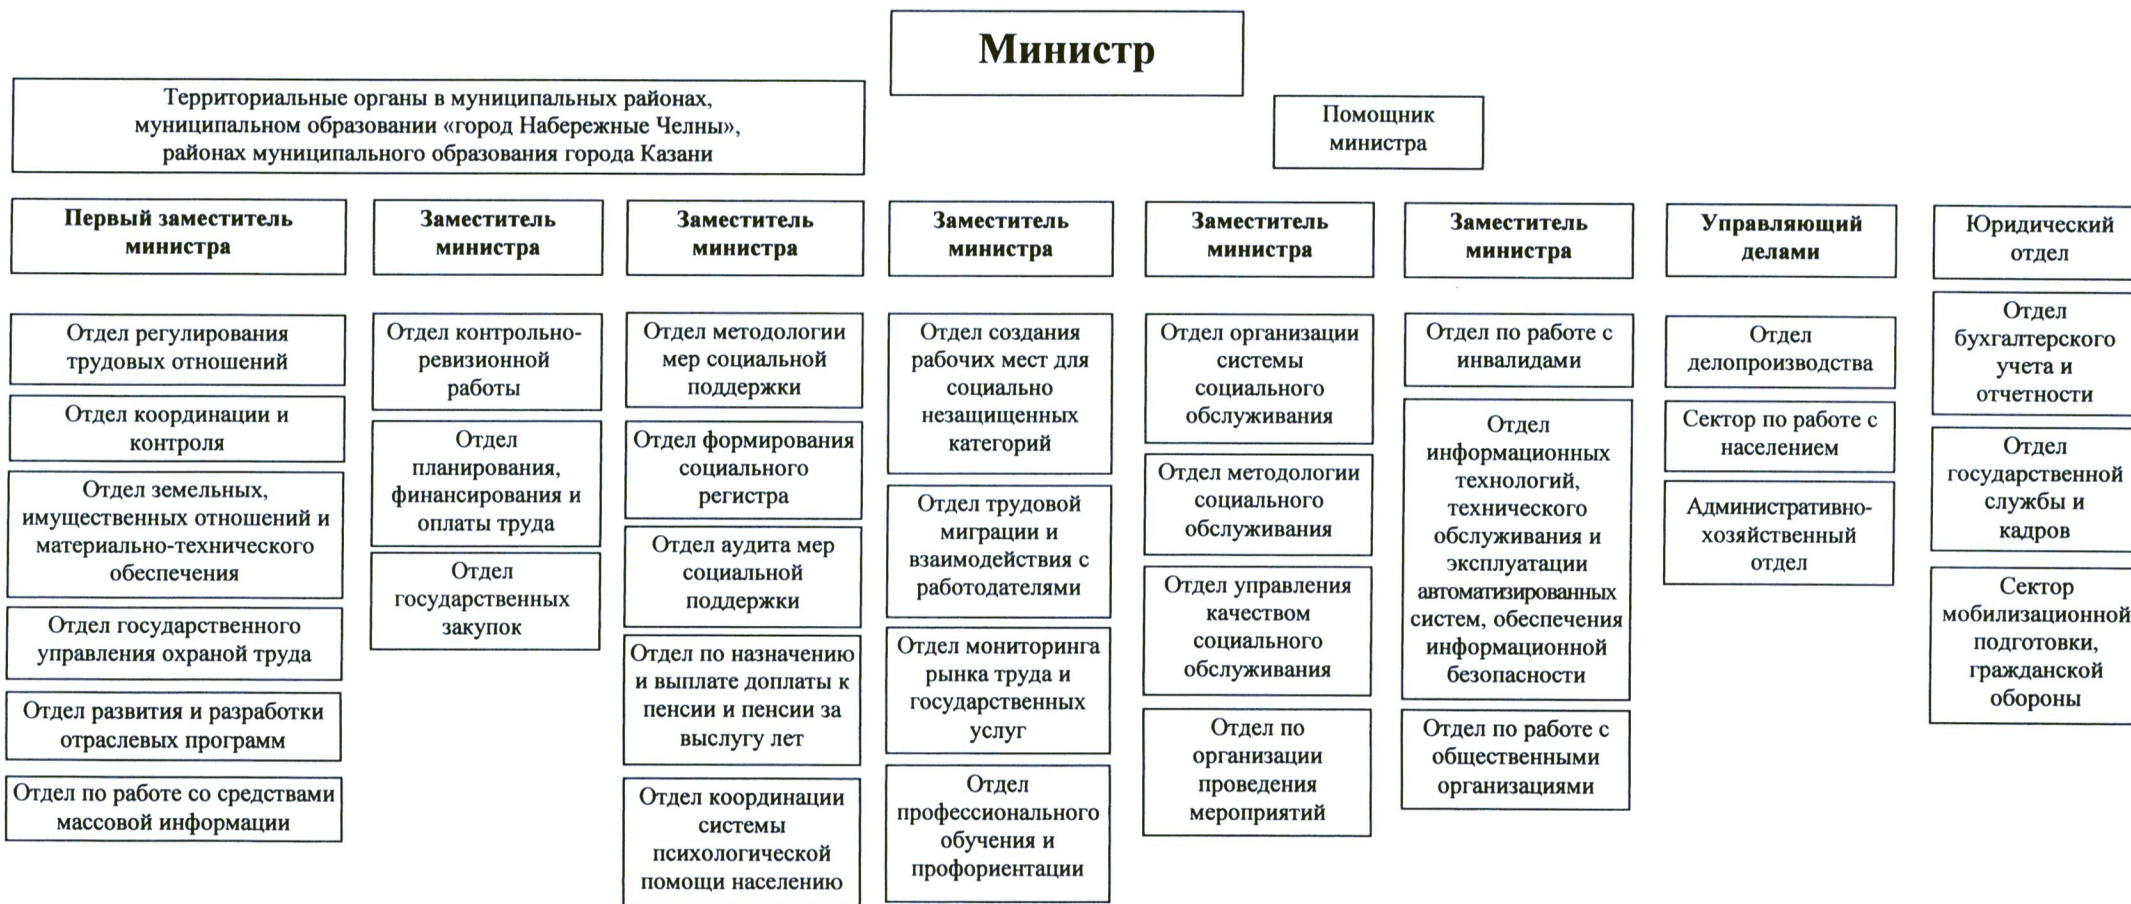 Министр
Территориальные органы в муниципальных районах,
муниципальном образовании «город Набережные Челны»,
районах муниципального образования города Казани
Помощник
министра
Первый заместитель
министра
Отдел регулирования
трудовых отношений
Отдел координации и
контроля
Отдел земельных,
имущественных отношений и
материально-технического
обеспечения
Отдел государственного
управления охраной труда
Отдел развития и разработки
отраслевых программ
Отдел по работе со средствами
массовой информации
Заместитель
министра
Отдел контрольно-
ревизионной
работы
Отдел
планирования,
финансирования и
оплаты труда
Отдел
государственных
закупок
Заместитель
министра
Отдел методологии
мер социальной
поддержки
Отдел формирования
социального
регистра
Отдел аудита мер
социальной
поддержки
Отдел по назначению
и выплате доплаты к
пенсии и пенсии за
выслугу лет
Отдел координации
системы
психологической
помощи населению
Заместитель
министра
Отдел создания
рабочих мест для
социально
незащищенных
категорий
Отдел трудовой
миграции и
взаимодействия с
работодателями
Отдел мониторинга
рынка труда и
государственных
услуг
Отдел
профессионального
обучения и
профориентации
Заместитель
министра
Отдел организации
системы
социального
обслуживания
Отдел методологии
социального
обслуживания
Отдел управления
качеством
социального
обслуживания
Отдел по
организации
проведения
мероприятий
Заместитель
министра
Отдел по работе с
инвалидами
Отдел
информационных
технологий,
технического
обслуживания и
эксплуатации
автоматизированных
систем, обеспечения
информационной
безопасности
Отдел по работе с
общественными
организациями
Управляющий
делами
Отдел
делопроизводства
Сектор по работе с
населением
Административно-
хозяйственный
отдел
Юридический
отдел
Отдел
бухгалтерского
учета и
отчетности
Отдел
государственной
службы и
кадров
Сектор
мобилизационной
подготовки,
гражданской
обороны